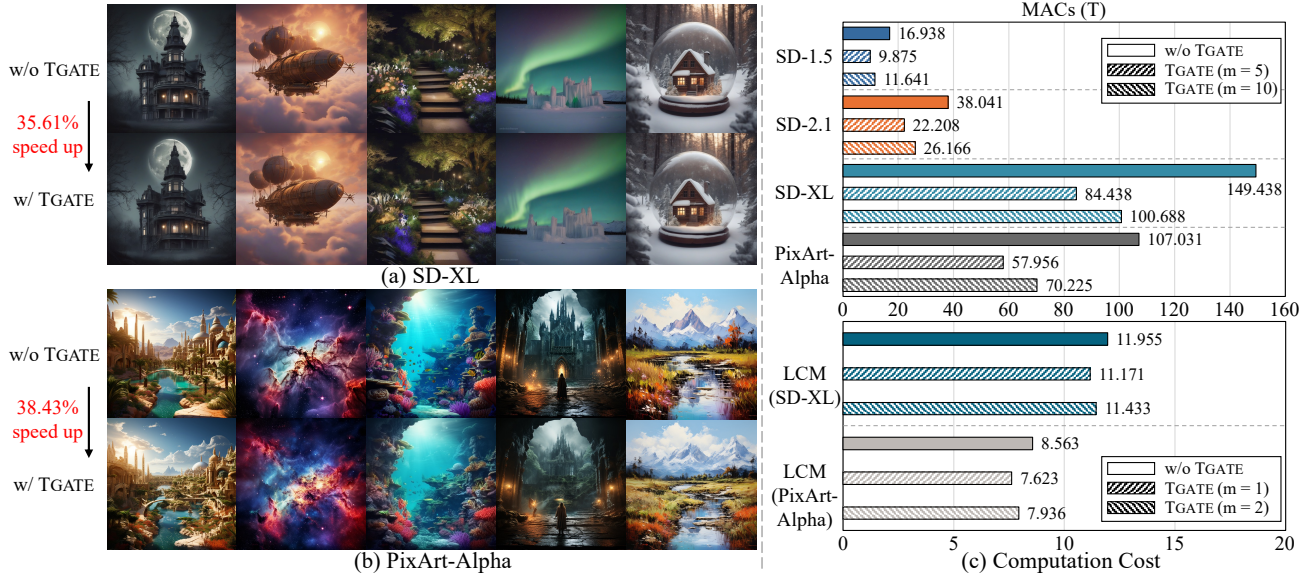 w/o TGATE
35.61%
speed up
w/ TGATE
(a) SD-XL
w/o TGATE
38.43%
speed up
w/ TGATE
(b) PixArt-Alpha
MACs (T)
SD-1.5
16.938
9.875
11.641
w/o TGATE
TGATE (m = 5)
TGATE (m = 10)
SD-2.1
38.041
22.208
26.166
SD-XL
149.438
84.438
100.688
PixArt-
Alpha
107.031
57.956
70.225
0 20 40 60 80 100 120 140 160
LCM
(SD-XL)
11.955
11.171
11.433
LCM
(PixArt-
Alpha)
8.563
7.623
7.936
w/o TGATE
TGATE (m = 1)
TGATE (m = 2)
0 5 10 15 20
(c) Computation Cost